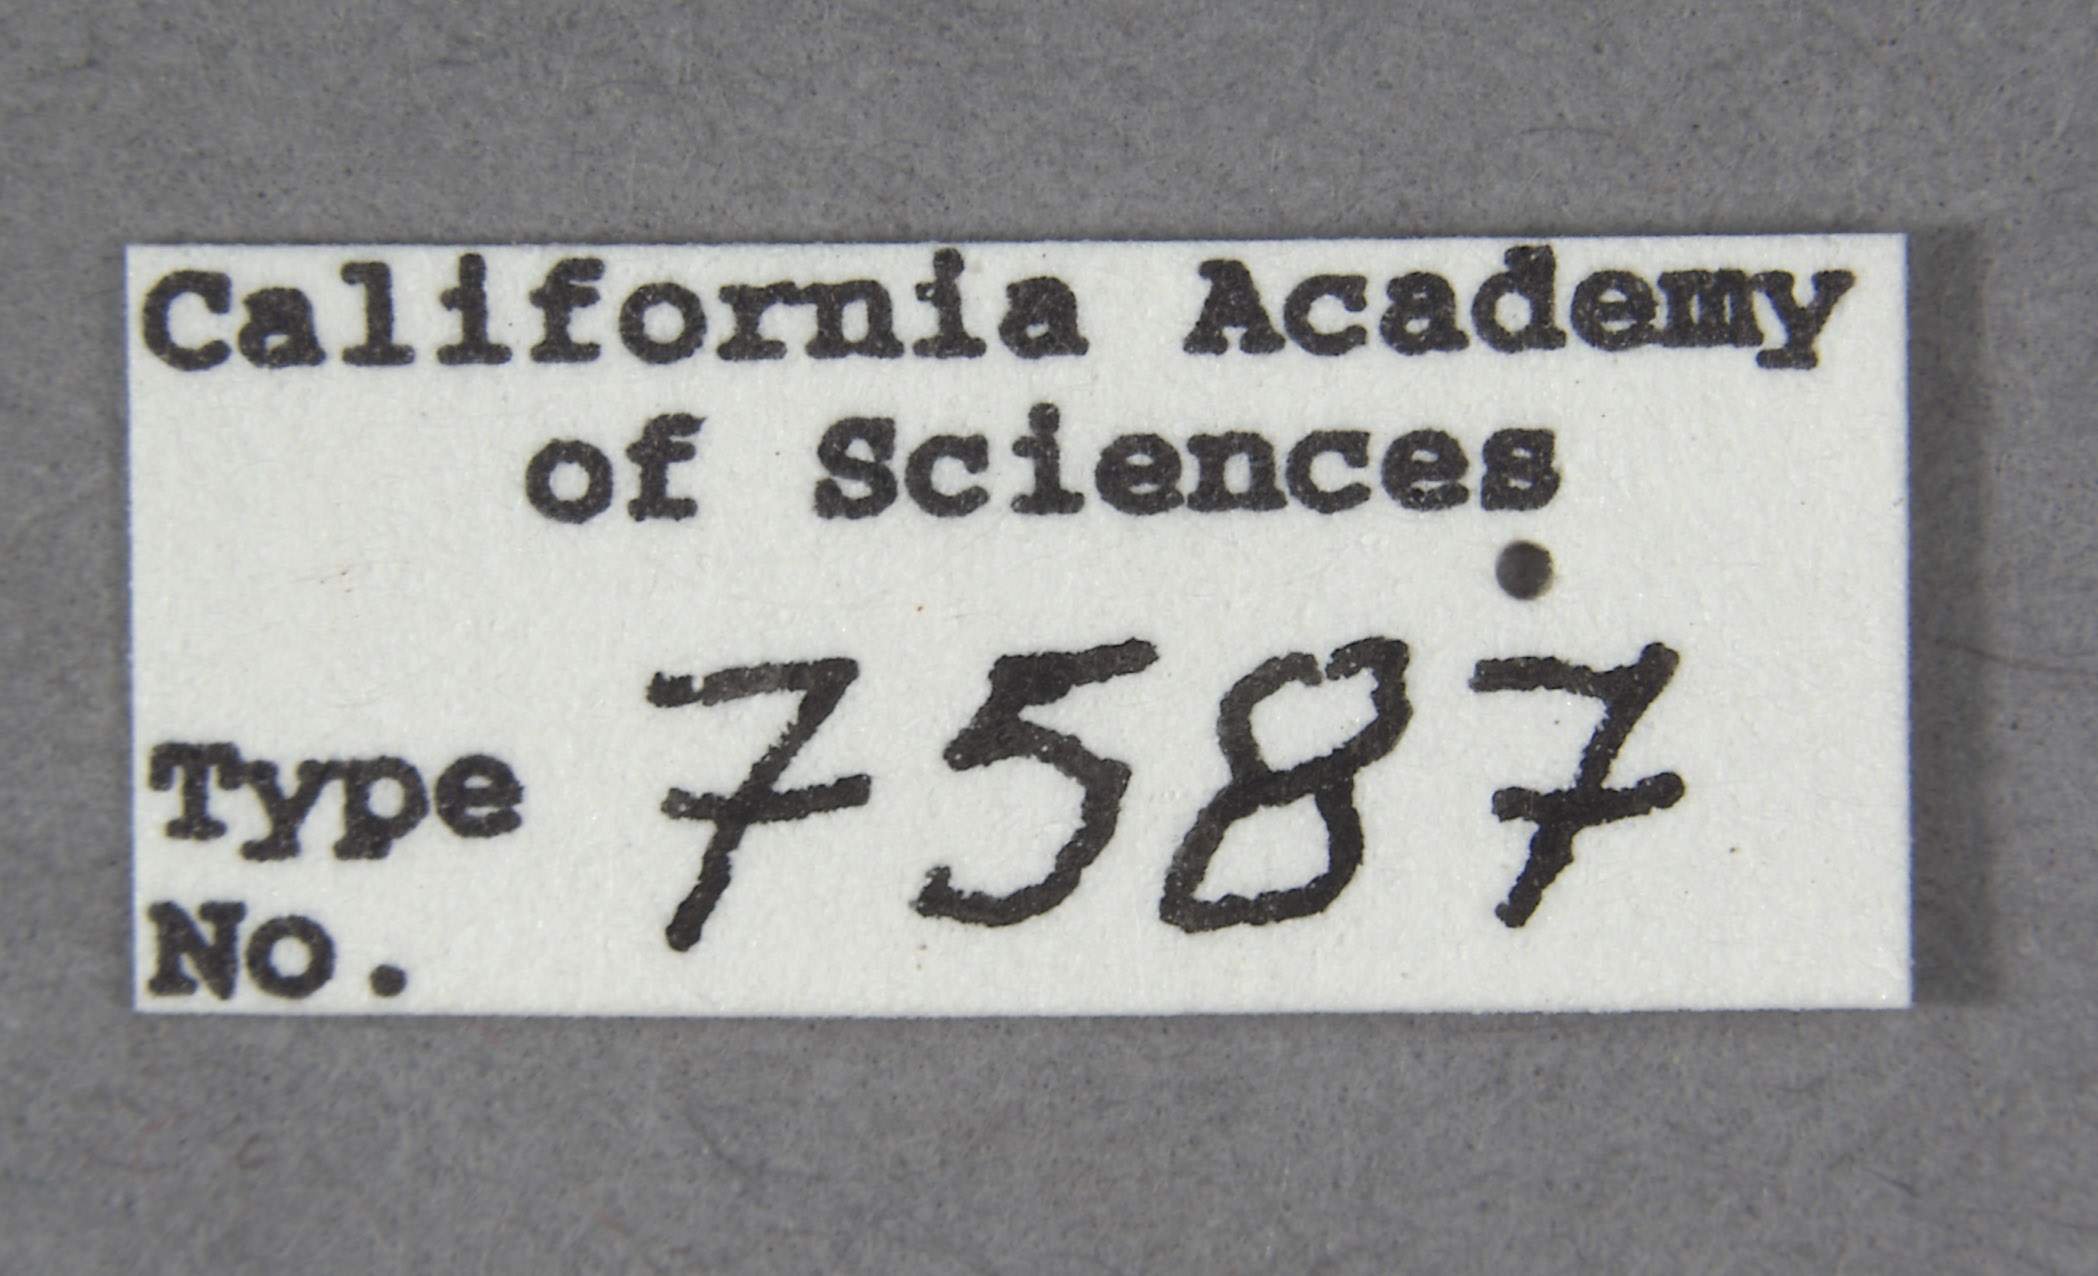 California Academy
of Sciences
Type 7587
No.